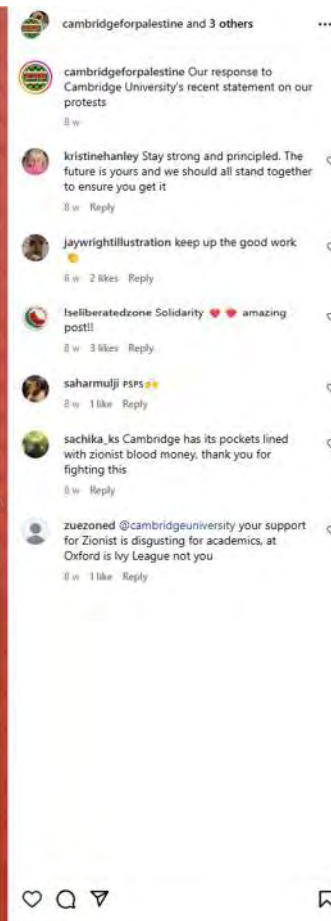 cambridgeforpalestine and 3 others
cambridgeforpalestine Our response to
Cambridge University's recent statement on our
protests
8 w
kristinehanley Stay strong and principled. The
future is yours and we should all stand together
to ensure you get it
8 w Reply
jaywrightillustration keep up the good work
8 w 2 likes Reply
lseliberatedzone Solidarity amazing
post!!
8 w 3 likes Reply
saharmulji PSPS
8 w 1 like Reply
sachika_ks Cambridge has its pockets lined
with zionist blood money, thank you for
fighting this
8 w Reply
zuezoned @cambridgeuniversity your support
for Zionist is disgusting for academics, at
Oxford is Ivy League not you
8 w 1 like Reply